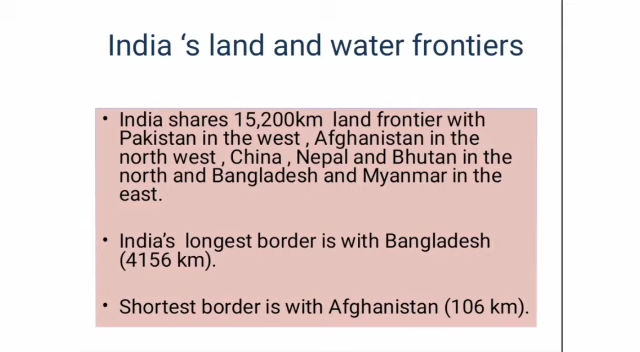 India ‘s land and water frontiers
• India shares 15,200km land frontier with
Pakistan in the west , Afghanistan in the
north west , China , Nepal and Bhutan in the
north and Bangladesh and Myanmar in the
east.
• India’s longest border is with Bangladesh
(4156 km).
• Shortest border is with Afghanistan (106 km).